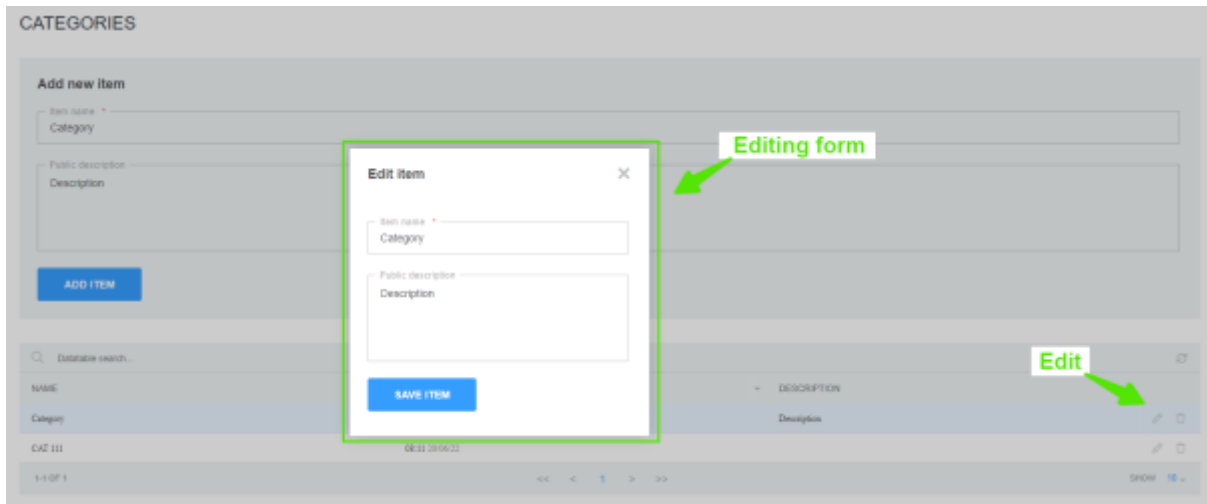 CATEGORIES
Add new item
Item name *
Category
Public description
Description
ADD ITEM
Editing form
Edit item
Item name *
Category
Public description
Description
SAVE ITEM
Datatable search...
Edit
NAME
DESCRIPTION
Category
Description
CAT 111
1-1 OF 1
<< < 1 > >>
SHOW 10